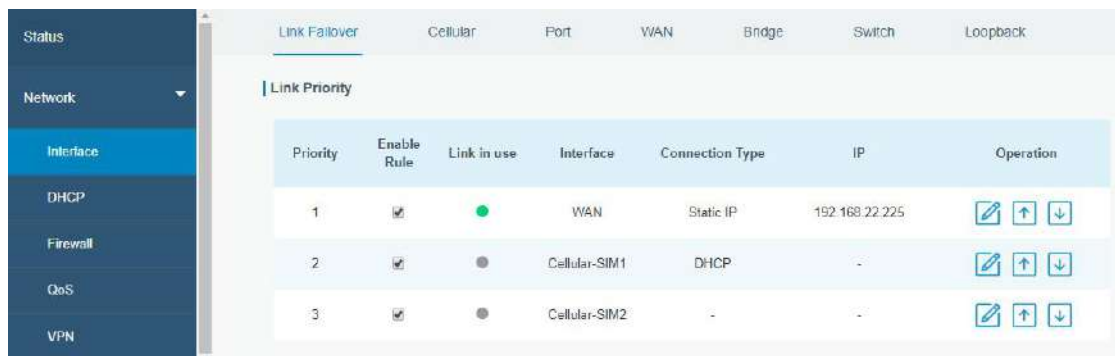 Status
Network
Interface
DHCP
Firewall
QoS
VPN
Link Failover Cellular Port WAN Bridge Switch Loopback
Link Priority
Priority Enable Rule Link in use Interface Connection Type IP Operation
1 WAN Static IP 192.168.22.225
2 Cellular-SIM1 DHCP -
3 Cellular-SIM2 - -